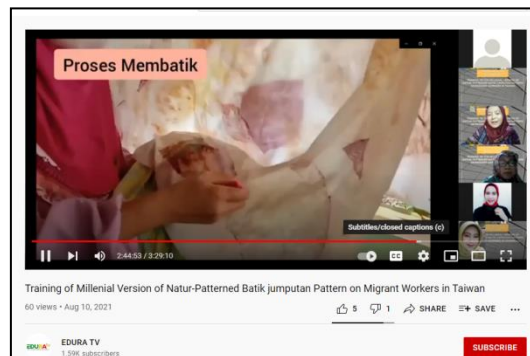 Proses Membatik
Subtitles/closed captions (c)
2:44:53 / 3:29:10
CC
Training of Millenial Version of Natur-Patterned Batik jumputan Pattern on Migrant Workers in Taiwan
60 views • Aug 10, 2021
5 1 SHARE SAVE ...
EDURA TV
1.59K subscribers
SUBSCRIBE